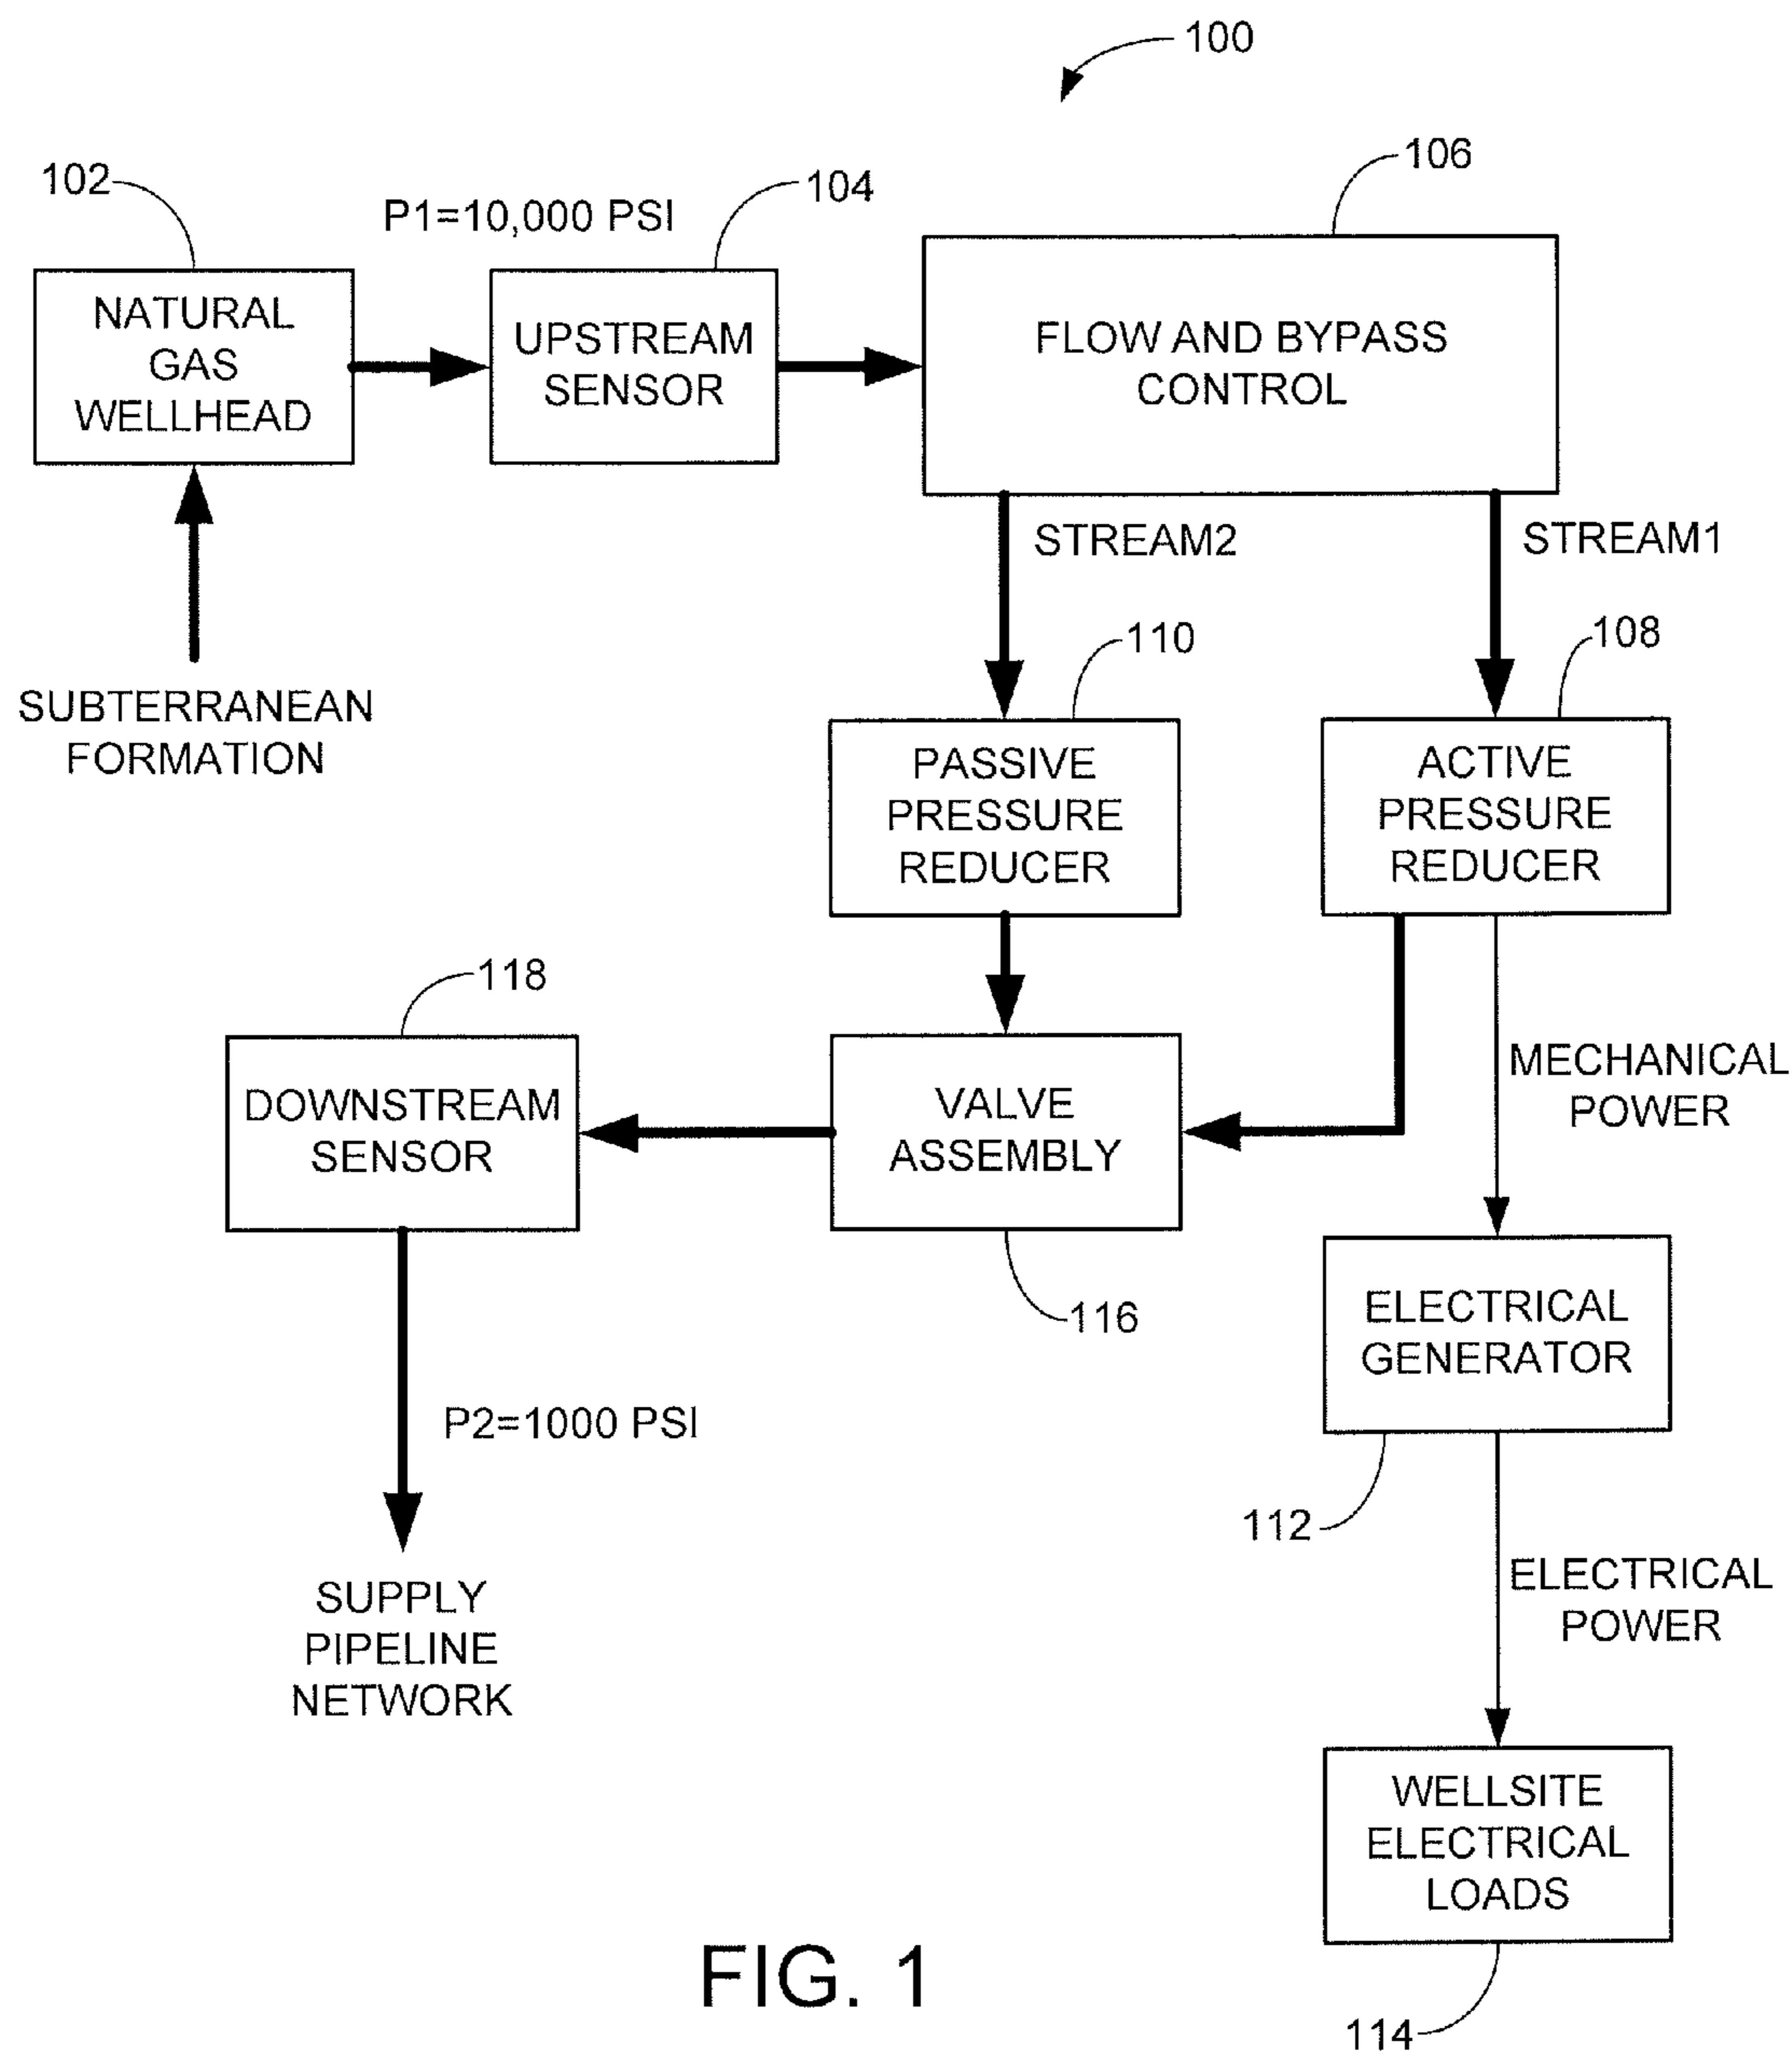 100
102
P1=10,000 PSI
104
106
NATURAL
GAS
WELLHEAD
UPSTREAM
SENSOR
FLOW AND BYPASS
CONTROL
STREAM2
STREAM1
SUBTERRANEAN
FORMATION
110
108
PASSIVE
PRESSURE
REDUCER
ACTIVE
PRESSURE
REDUCER
118
DOWNSTREAM
SENSOR
VALVE
ASSEMBLY
MECHANICAL
POWER
116
ELECTRICAL
GENERATOR
P2=1000 PSI
112
SUPPLY
PIPELINE
NETWORK
ELECTRICAL
POWER
WELLSITE
ELECTRICAL
LOADS
FIG. 1
114